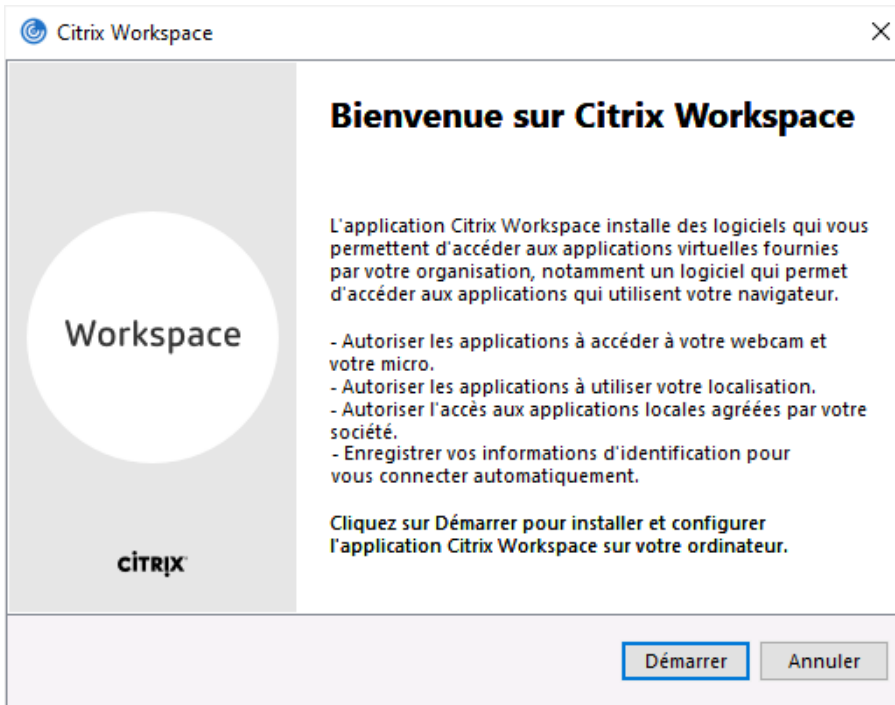 Citrix Workspace
Bienvenue sur Citrix Workspace
L'application Citrix Workspace installe des logiciels qui vous
permettent d'accéder aux applications virtuelles fournies
par votre organisation, notamment un logiciel qui permet
d'accéder aux applications qui utilisent votre navigateur.
Workspace
- Autoriser les applications à accéder à votre webcam et
votre micro.
- Autoriser les applications à utiliser votre localisation.
- Autoriser l'accès aux applications locales agréées par votre
société.
- Enregistrer vos informations d'identification pour
vous connecter automatiquement.
Cliquez sur Démarrer pour installer et configurer
l'application Citrix Workspace sur votre ordinateur.
CITRIX
Démarrer
Annuler